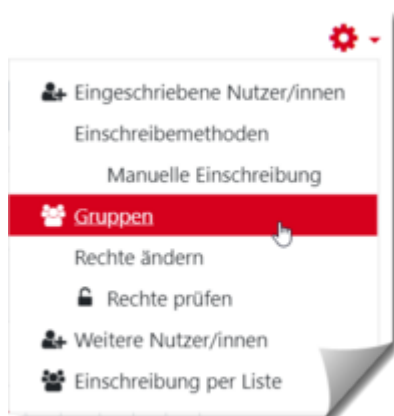 Eingeschriebene Nutzer/innen
Einschreibemethoden
Manuelle Einschreibung
Gruppen
Rechte ändern
Rechte prüfen
Weitere Nutzer/innen
Einschreibung per Liste